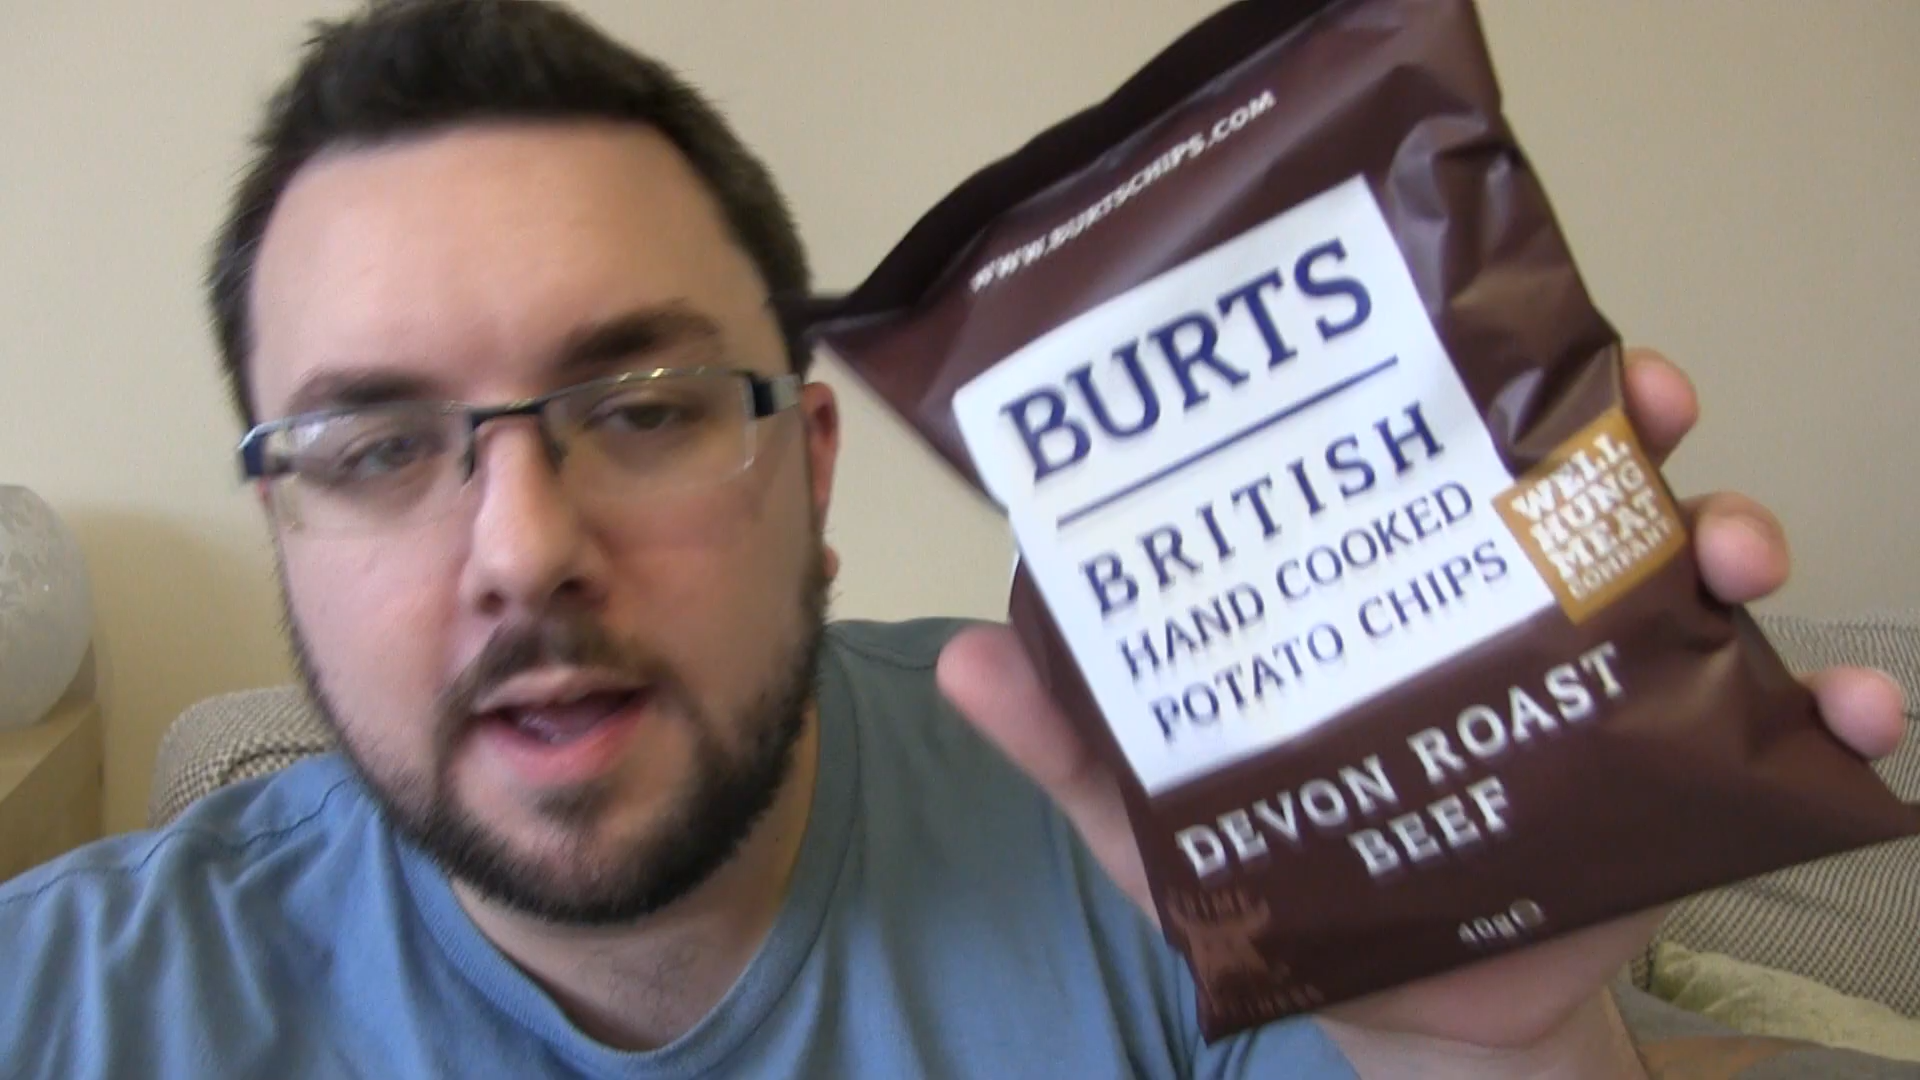 WWW.BURTSCHIPS.COM
BURTS
BRITISH
HAND COOKED
POTATO CHIPS
WELL
HUNG
MEAT
COMPANY
DEVON ROAST
BEEF
40g℮